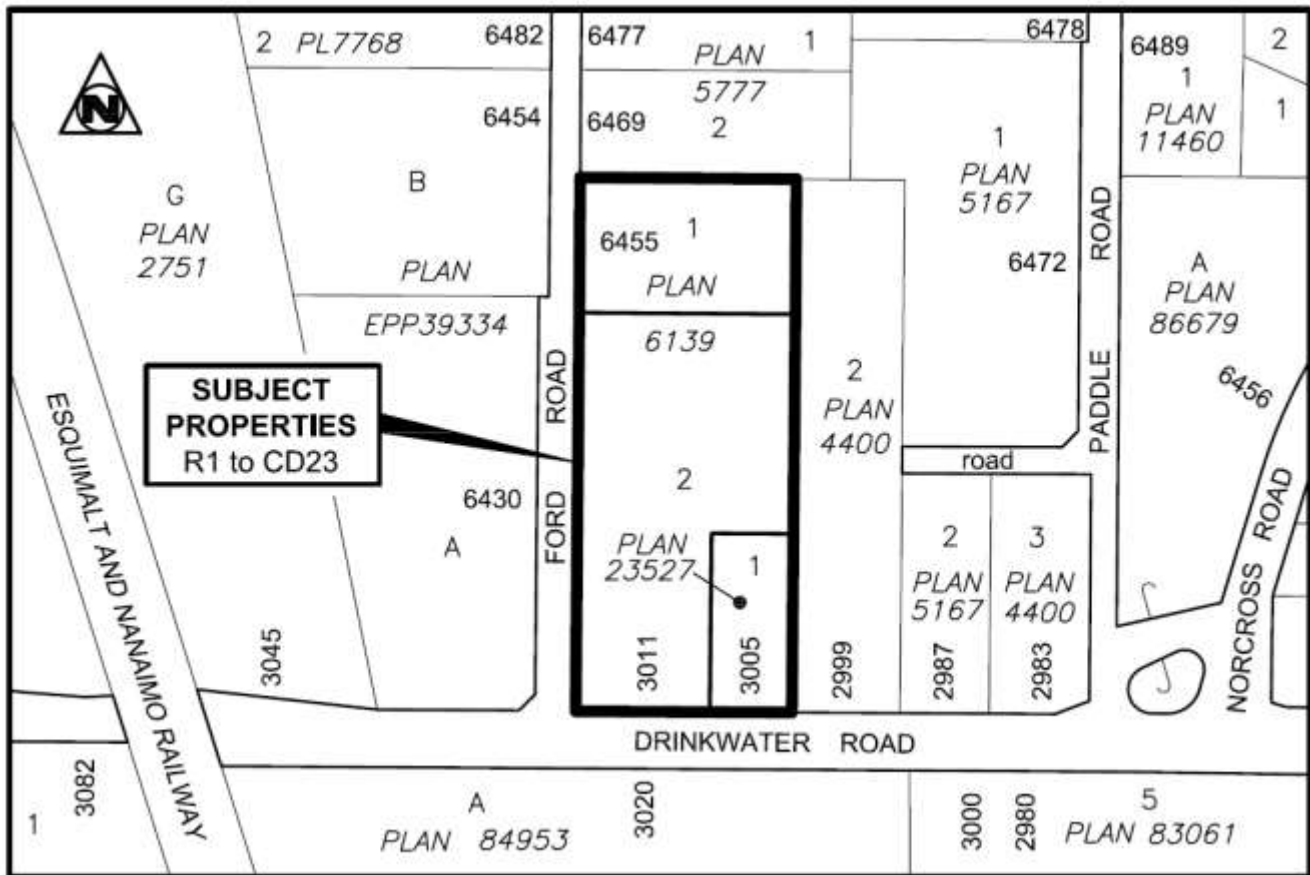 2 PL7768
6482
6477
PLAN
1
6478
6489
2
1
PLAN
11460
1
N
6454
6469
5777
2
1
PLAN
5167
G
PLAN
2751
B
PLAN
EPP39334
6455
1
PLAN
6139
6472
PADDLE ROAD
A
PLAN
86679
6456
SUBJECT
PROPERTIES
R1 to CD23
FORD ROAD
2
PLAN
4400
road
ESQUIMALT AND NANAIMO RAILWAY
6430
A
2
PLAN
23527
1
2
PLAN
5167
3
PLAN
4400
NORCROSS ROAD
3045
3011
3005
2999
2987
2983
DRINKWATER ROAD
1
3082
A
PLAN 84953
3020
3000
2980
5
PLAN 83061